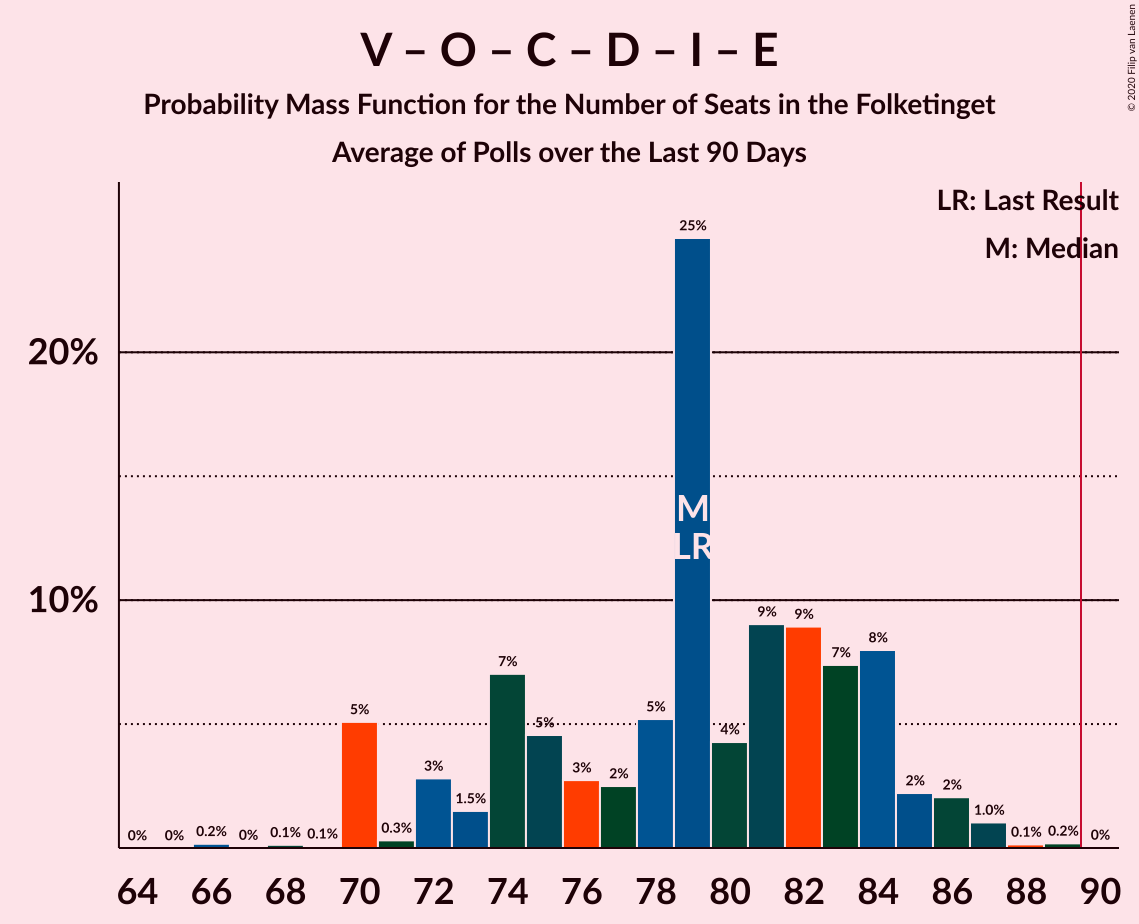 V – O – C – D – I – E
Probability Mass Function for the Number of Seats in the Folketinget
Average of Polls over the Last 90 Days
© 2020 Filip van Laenen
LR: Last Result
M: Median
25%
20%
M
LR
10%
9% 9%
8%
7% 7%
5% 5% 5%
4%
3% 3% 2% 2% 2%
1.5% 1.0%
0% 0% 0.2% 0% 0.1% 0.1% 0.3% 0.1% 0.2% 0%
64 66 68 70 72 74 76 78 80 82 84 86 88 90